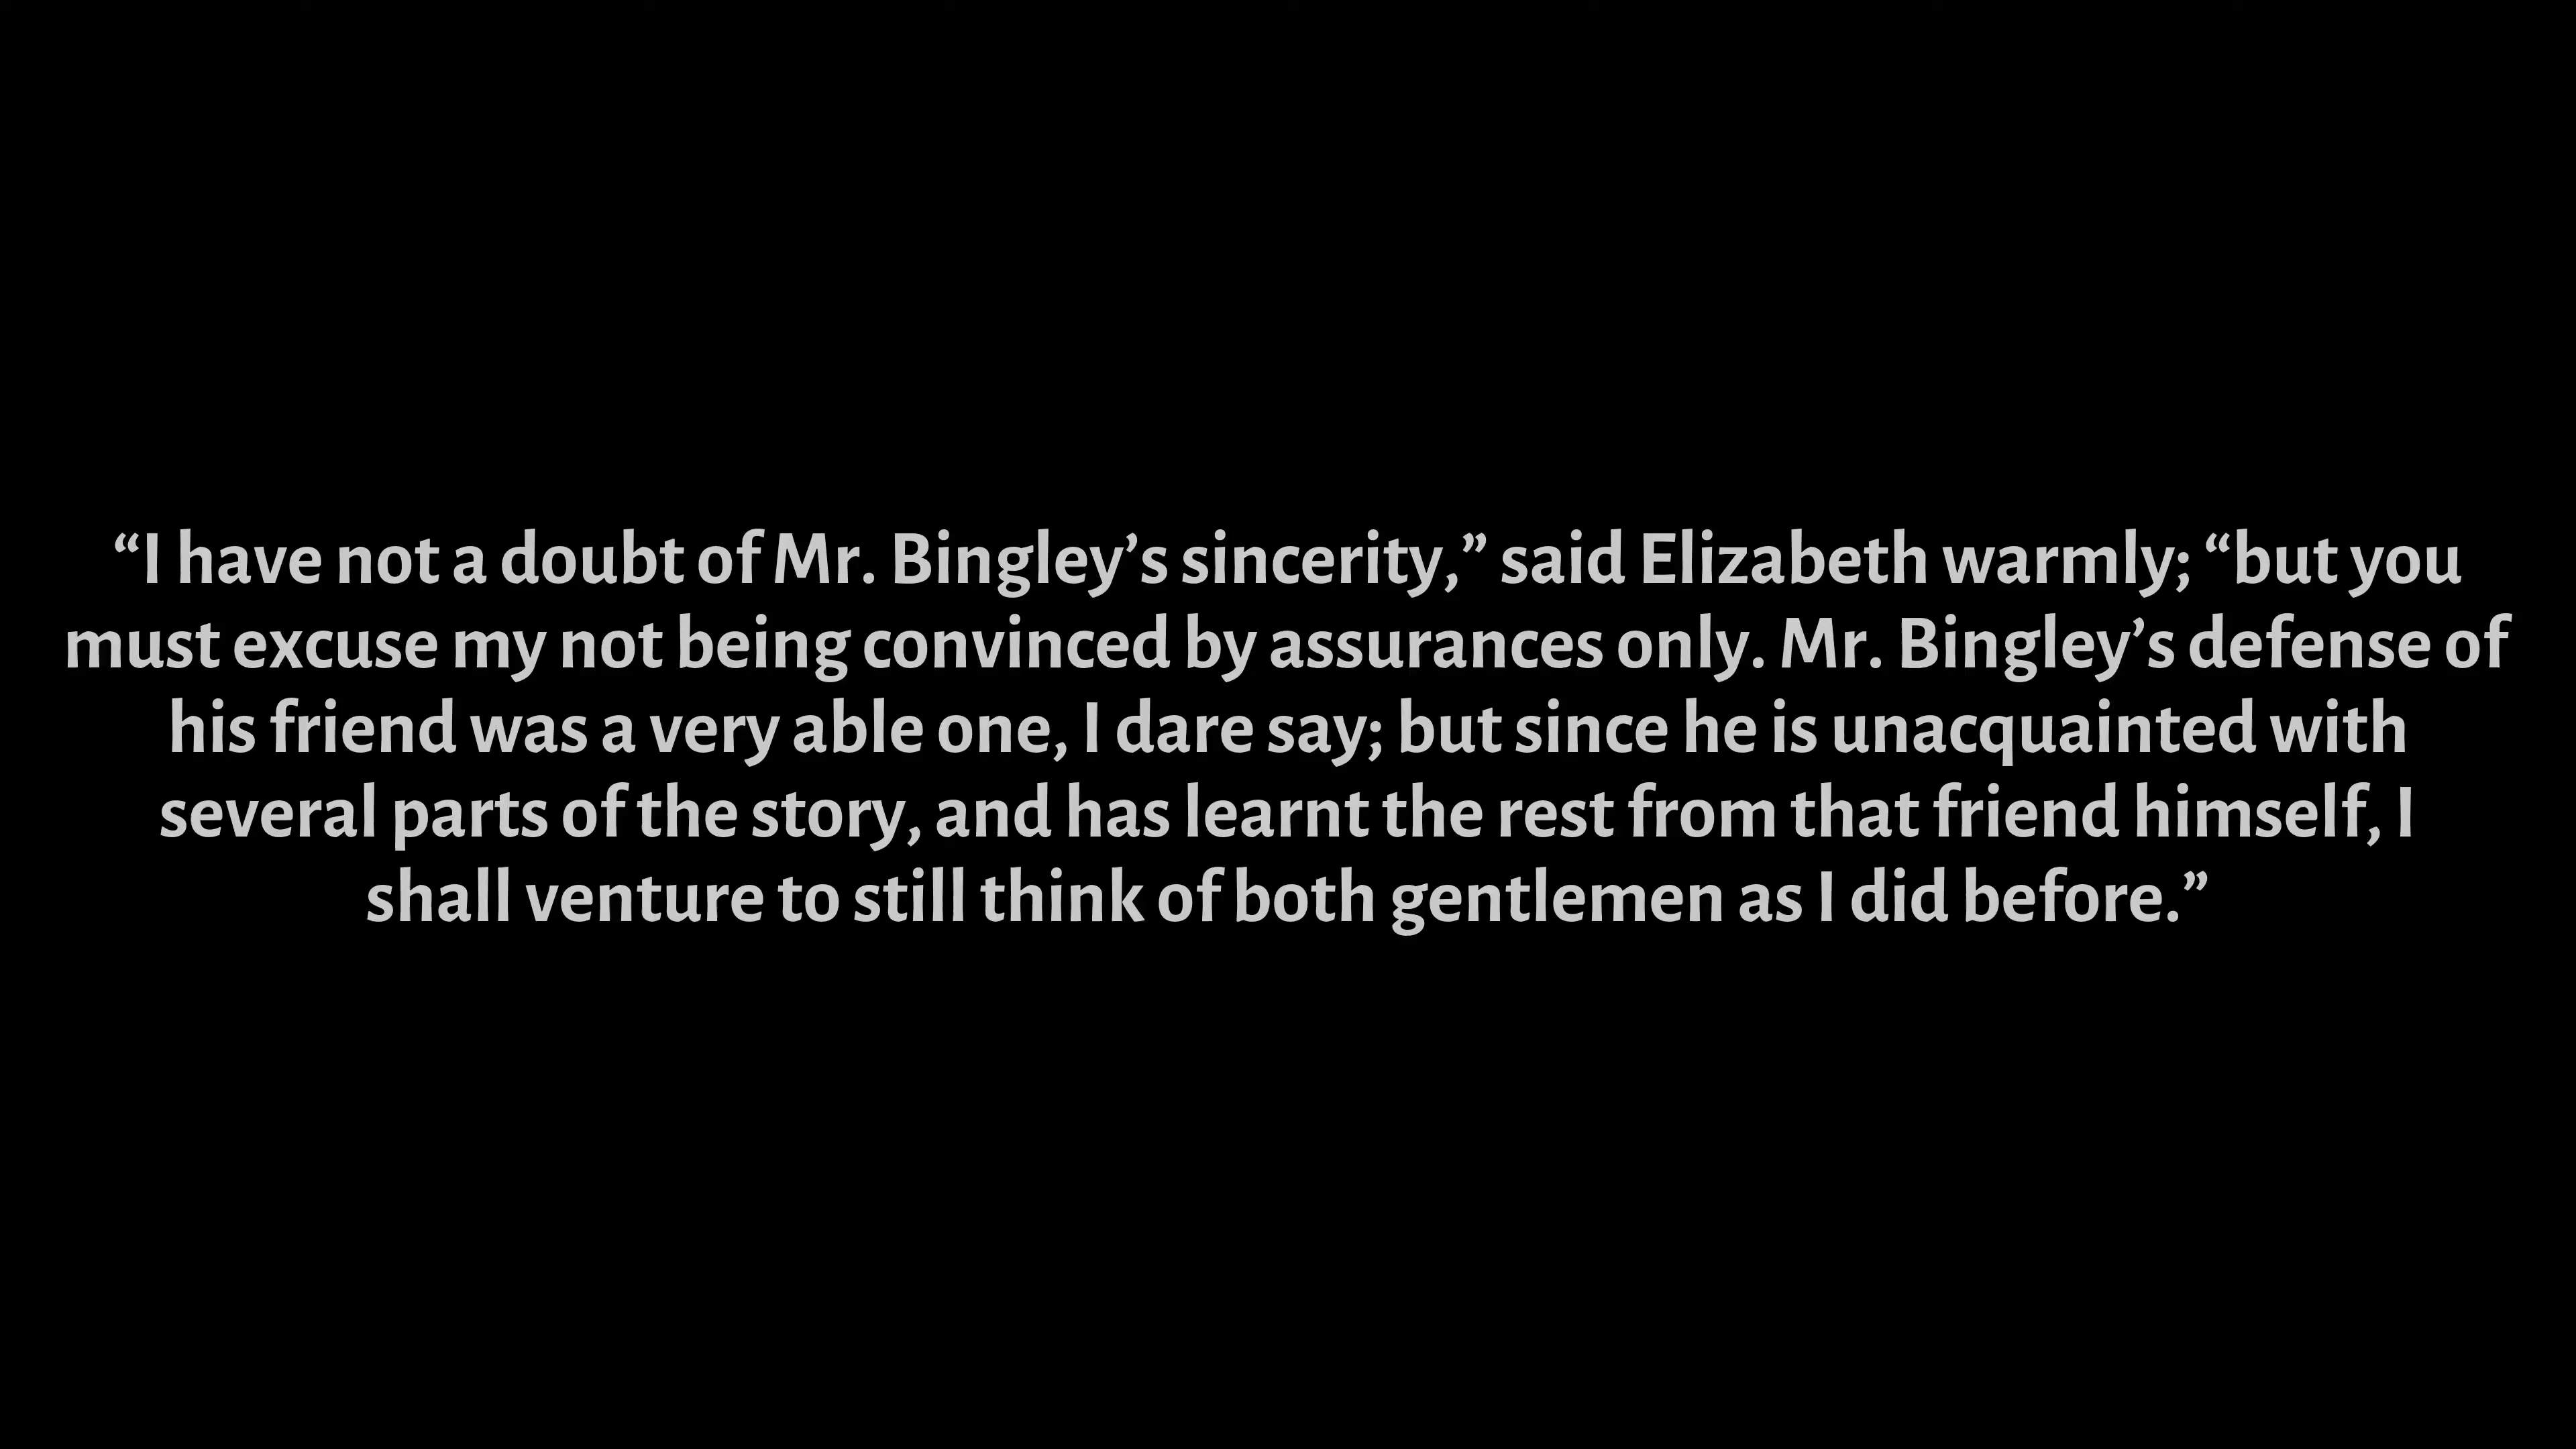 “I have not a doubt of Mr. Bingley’s sincerity,” said Elizabeth warmly; “but you
must excuse my not being convinced by assurances only. Mr. Bingley’s defense of
his friend was a very able one, I dare say; but since he is unacquainted with
several parts of the story, and has learnt the rest from that friend himself, I
shall venture to still think of both gentlemen as I did before.”